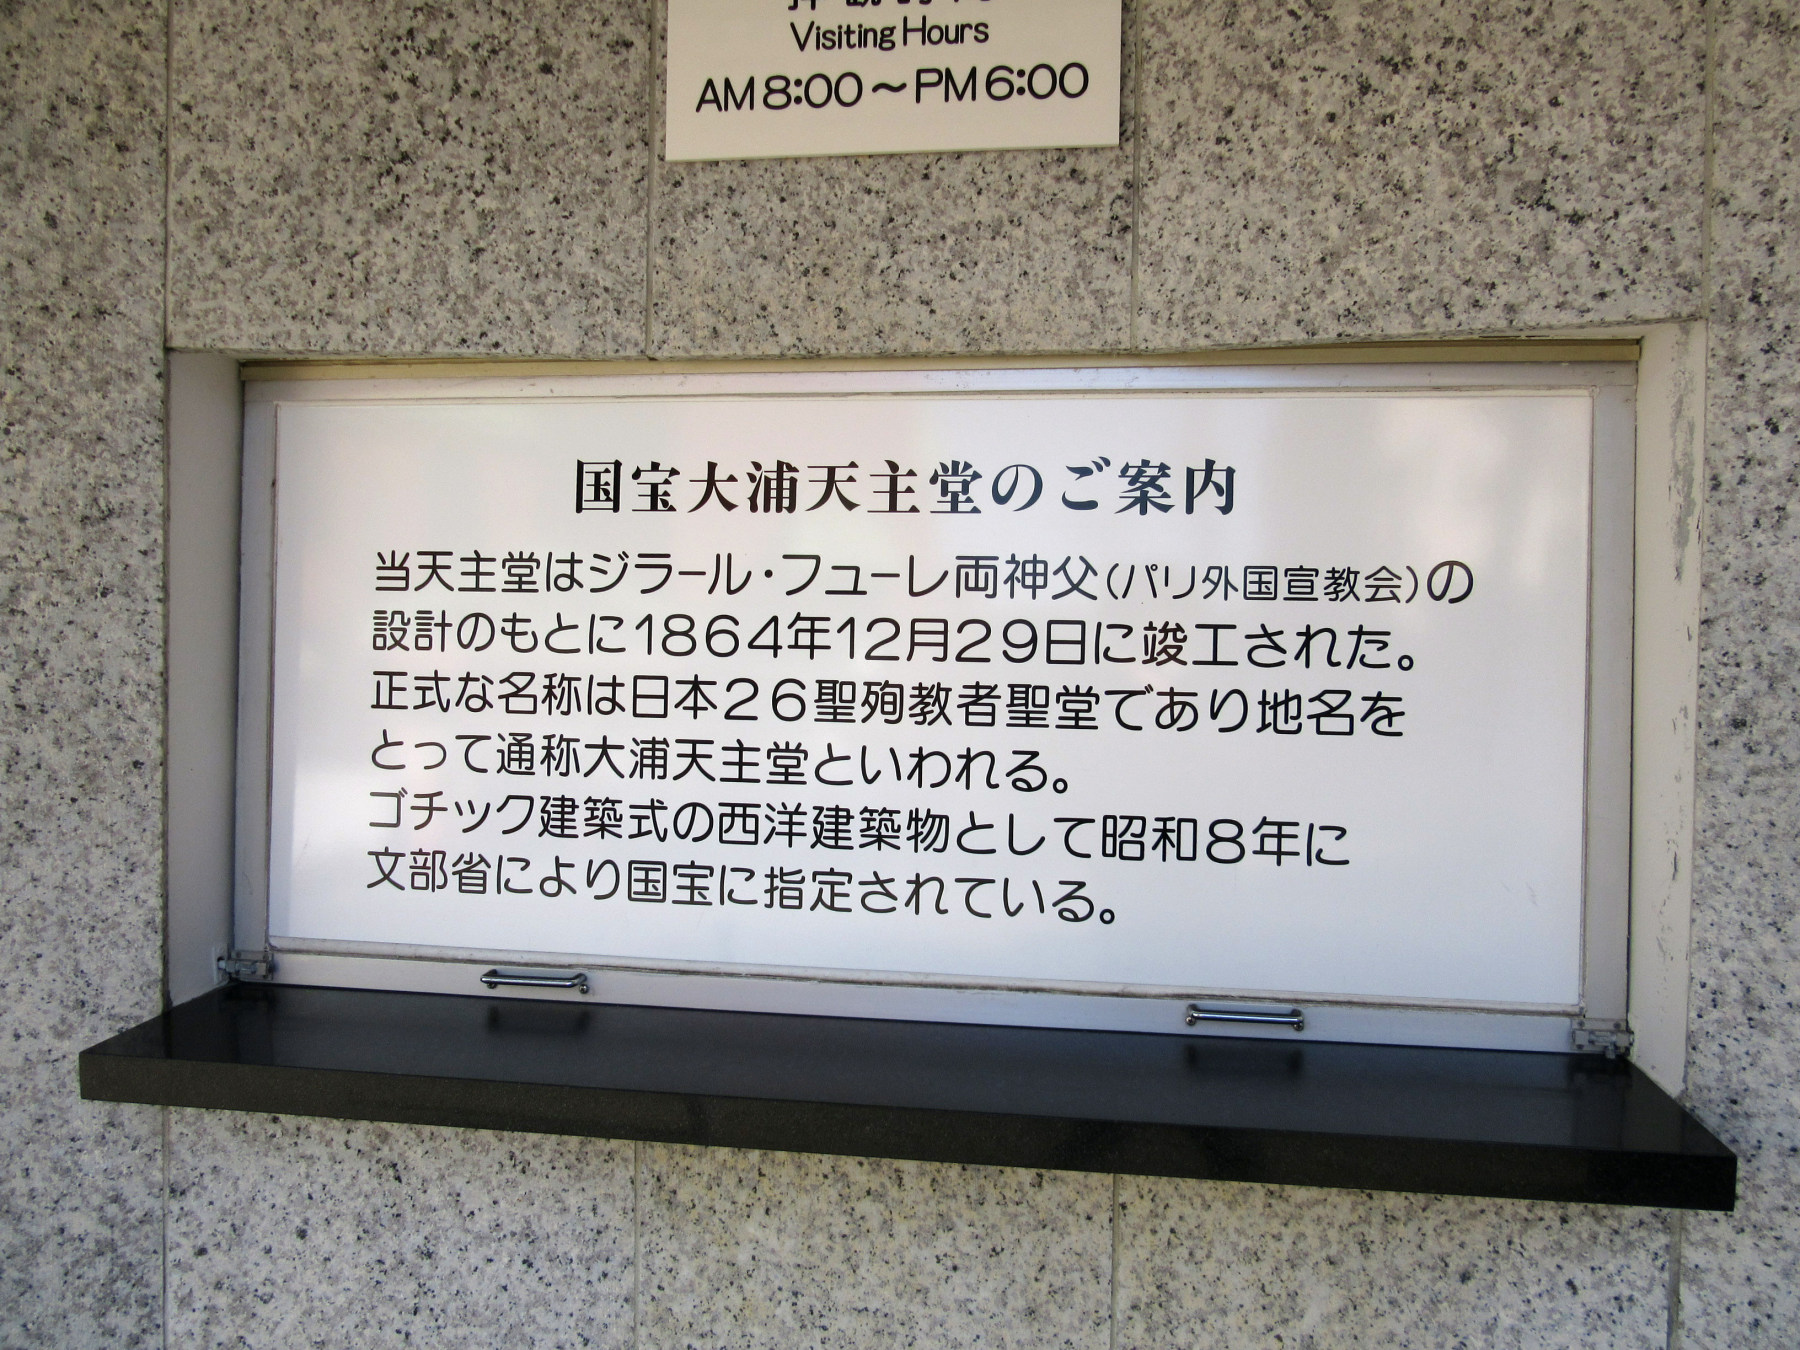 Visiting Hours
AM8:00～PM6:00
国宝大浦天主堂のご案内
当天主堂はジラール・フューレ両神父(パリ外国宣教会)の
設計のもとに1864年12月29日に竣工された。
正式な名称は日本26聖殉教者聖堂であり地名を
とって通称大浦天主堂といわれる。
ゴチック建築式の西洋建築物として昭和8年に
文部省により国宝に指定されている。